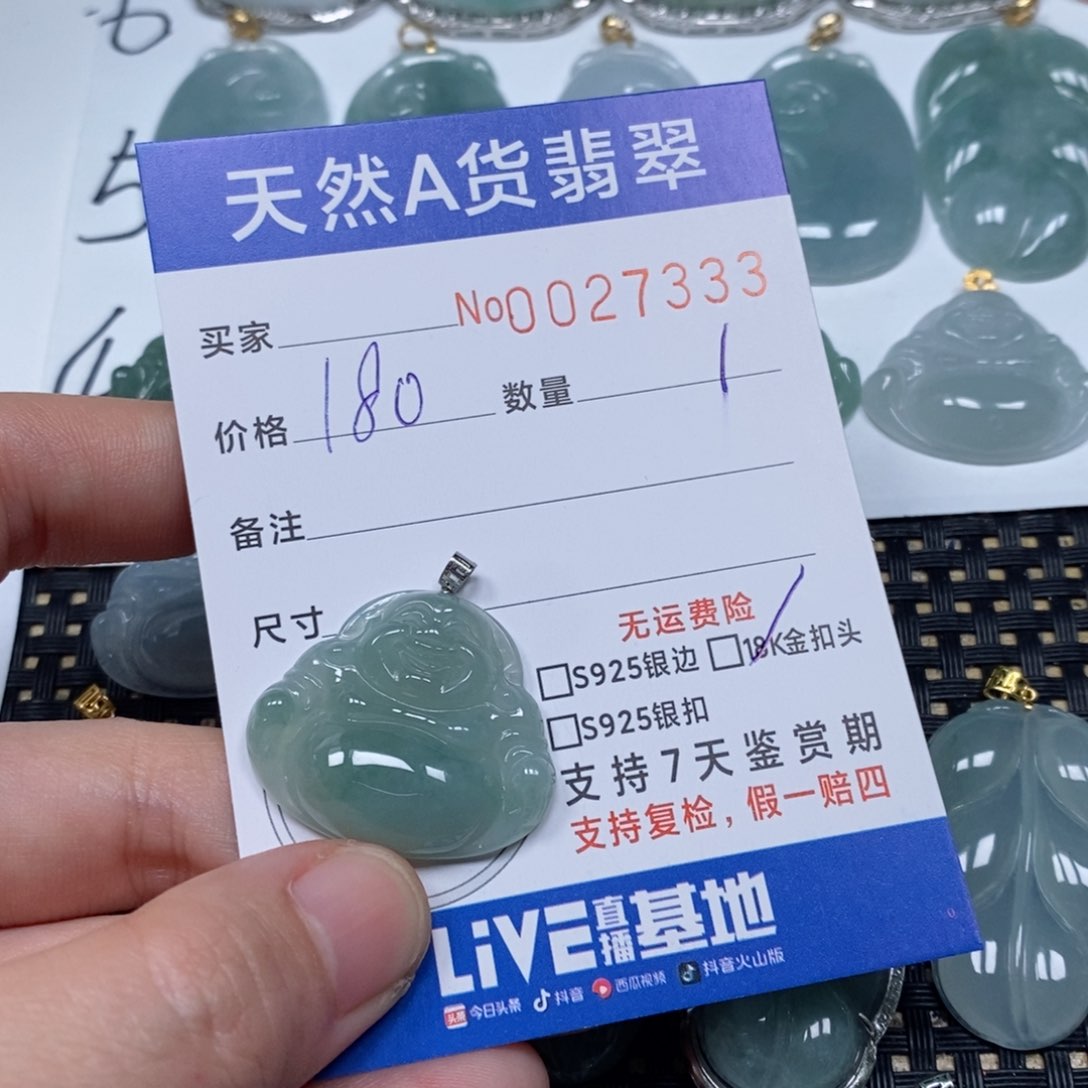 6
5
天然A货翡翠
买家 No0027333
价格 180 数量 1
备注
尺寸
无运费险
S925银边 18K金扣头
S925银扣
支持7天鉴赏期
支持复检，假一赔四
LiVE直播基地
头条 今日头条 抖音 西瓜视频 抖音火山版